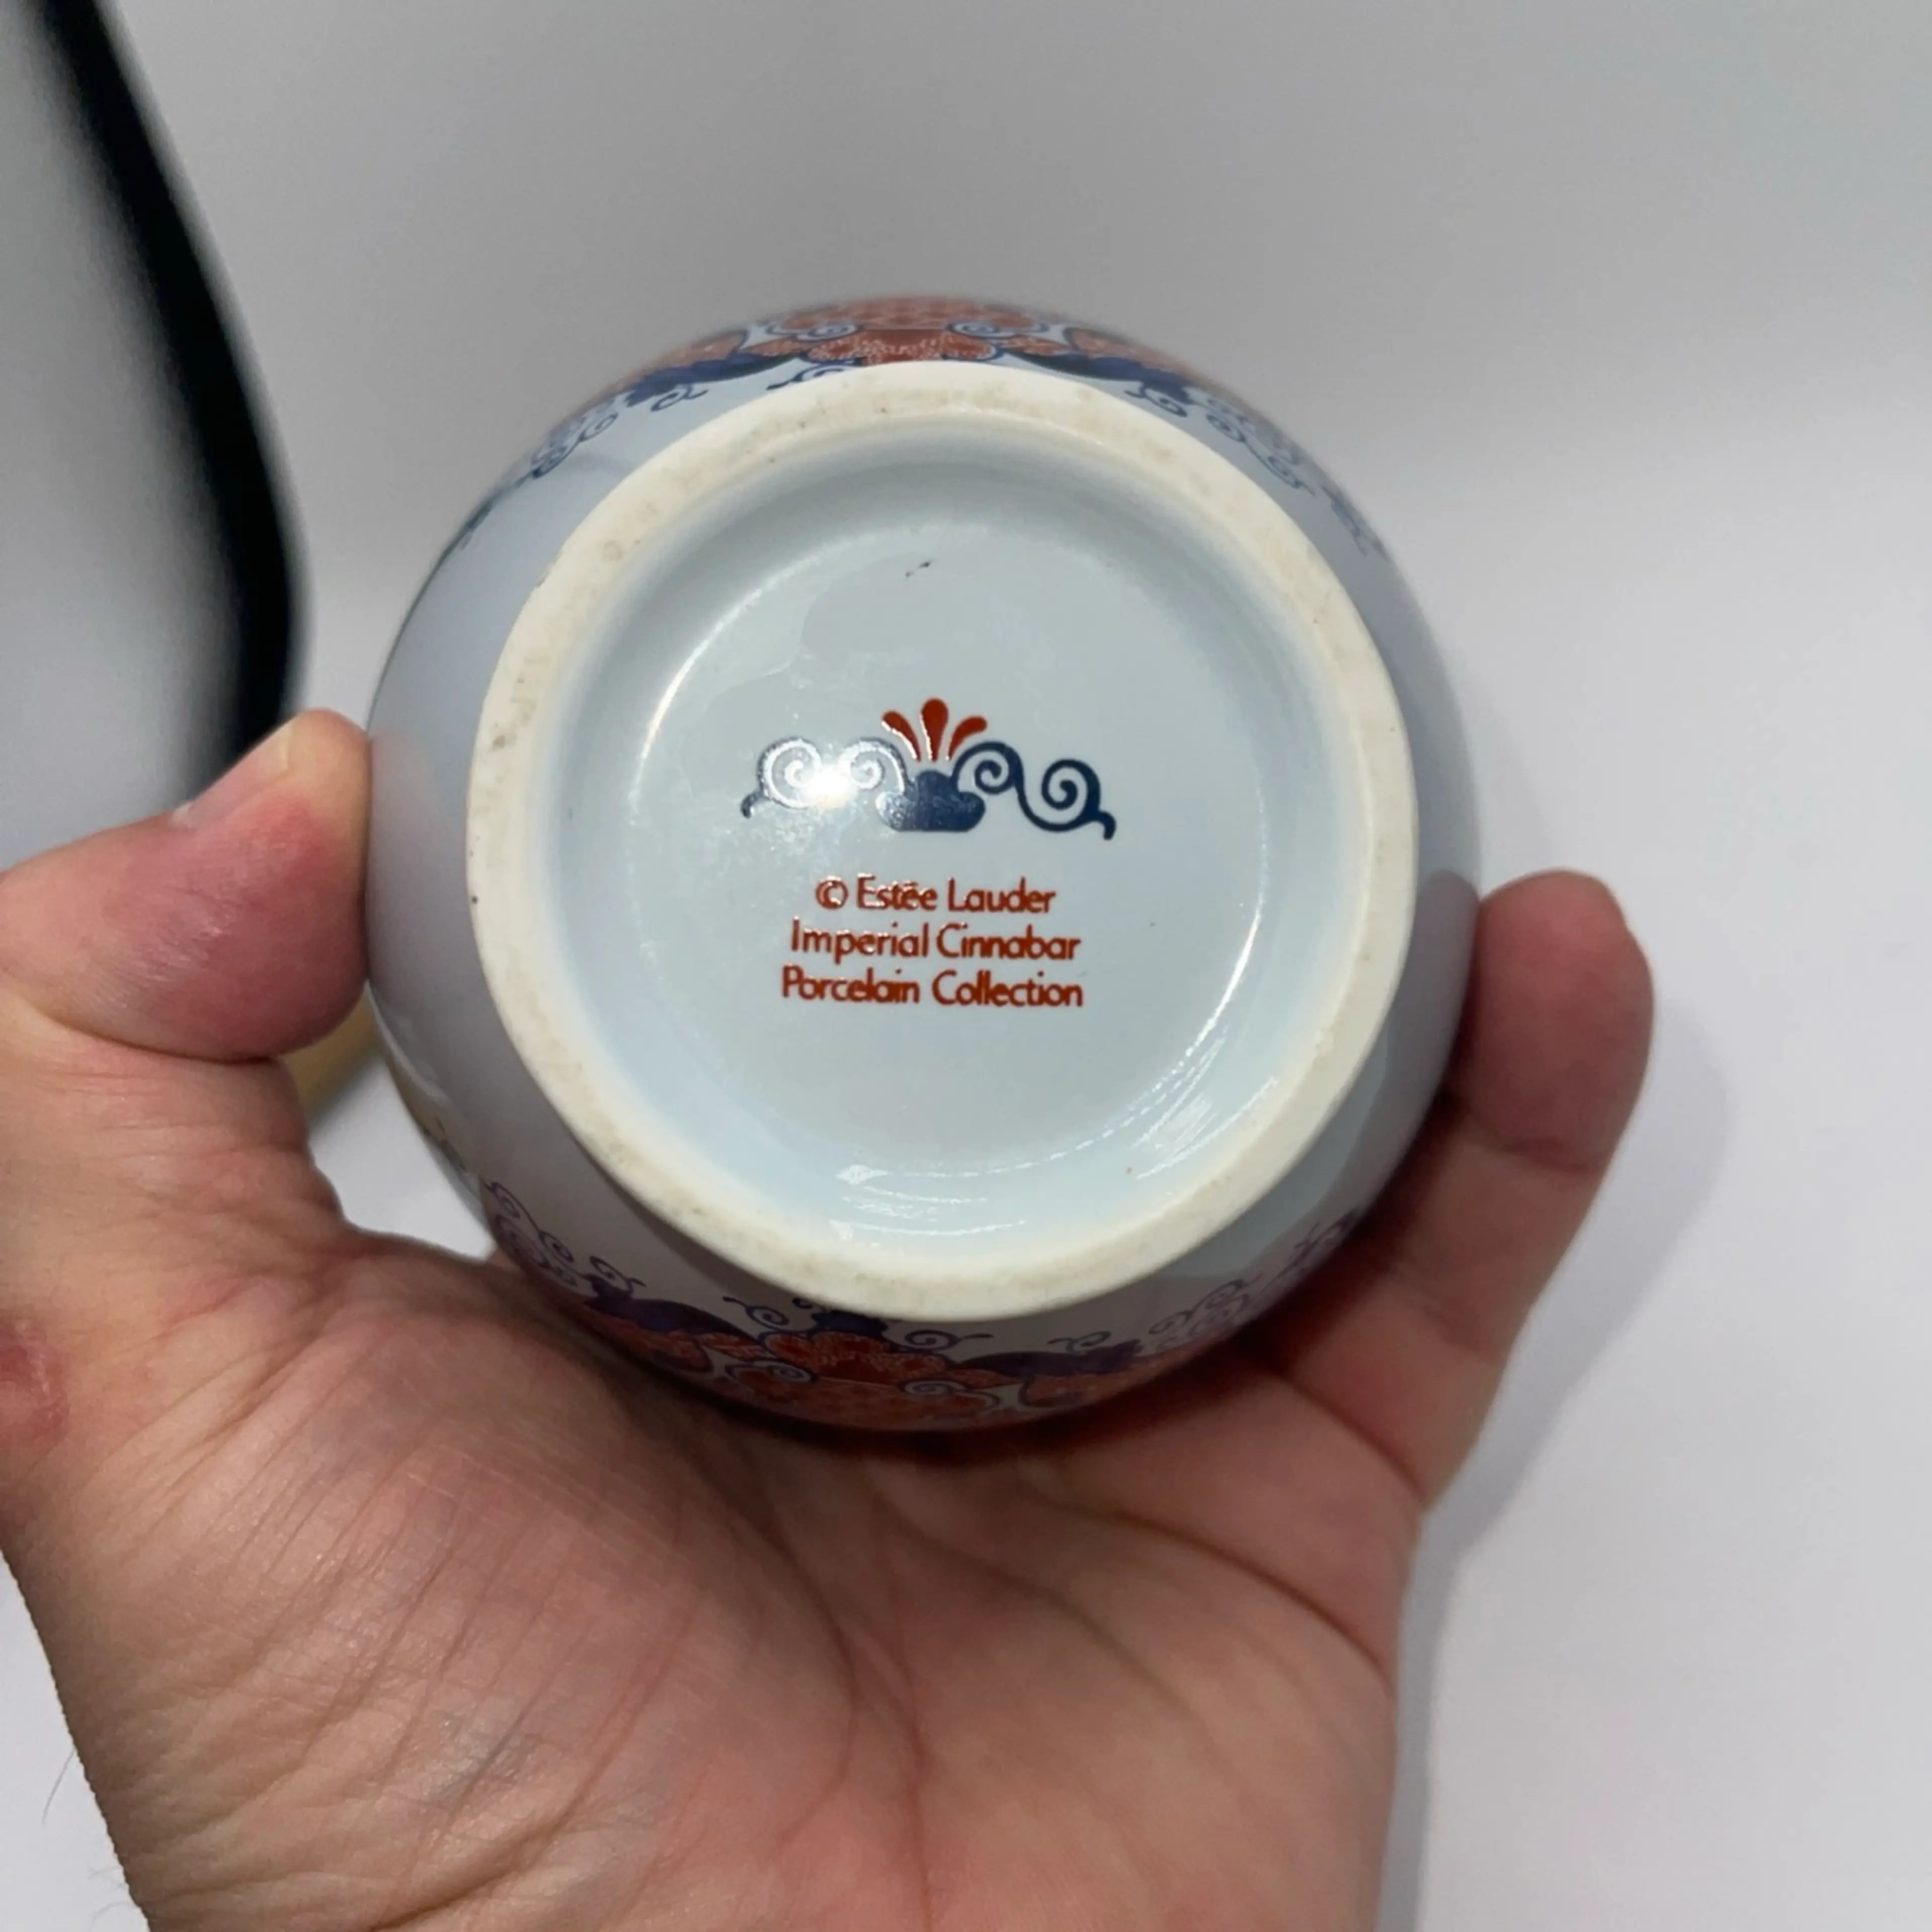 © Estēe Lauder
Imperial Cinnabar
Porcelain Collection